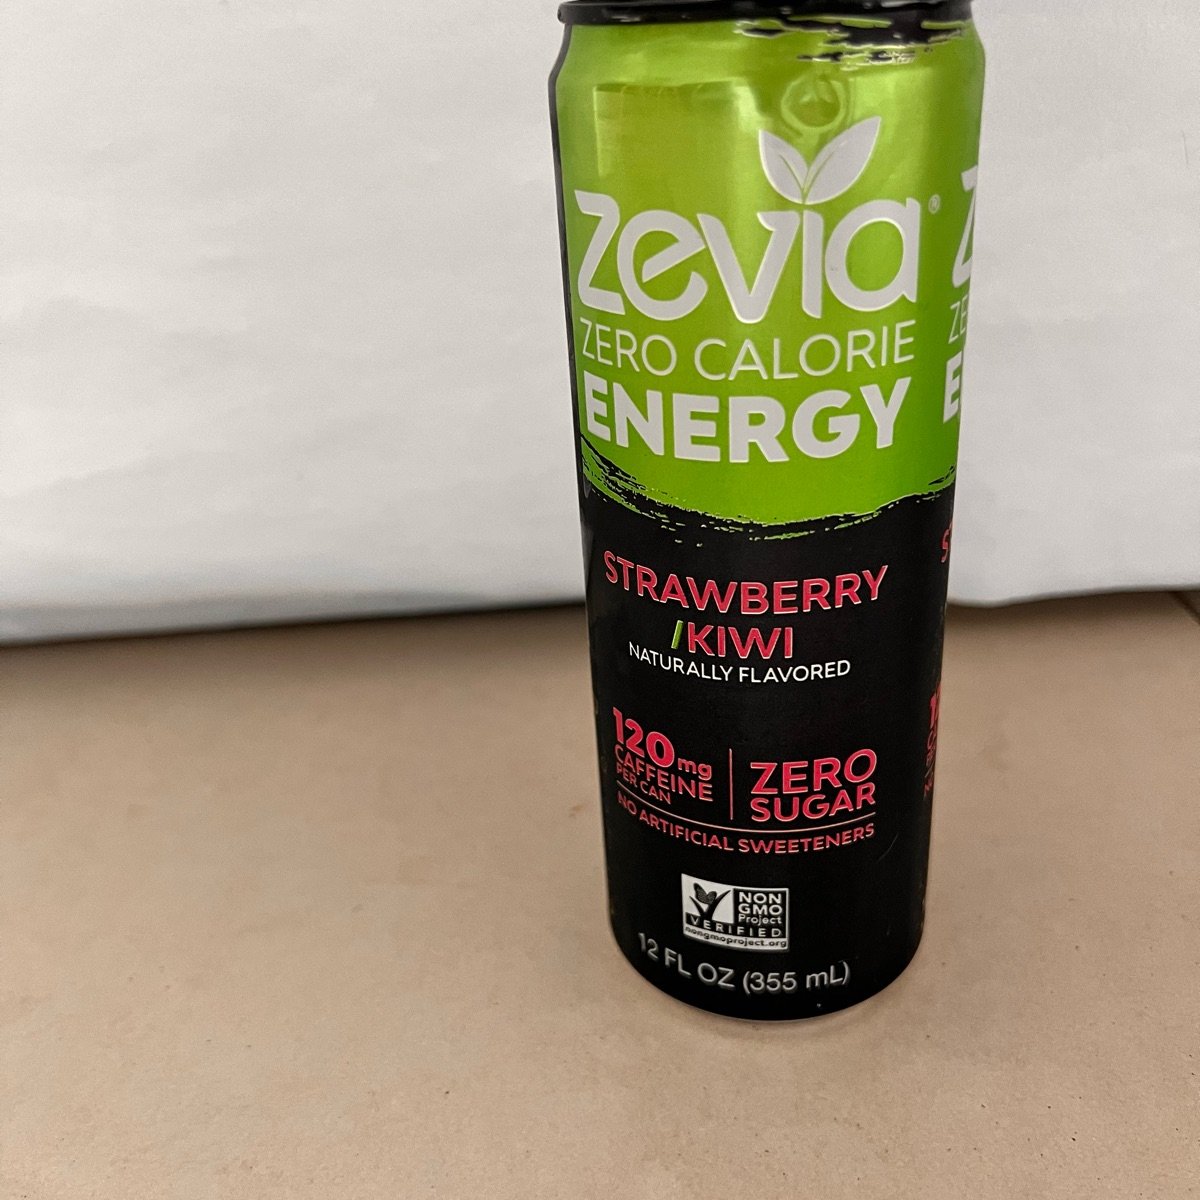 zevia®
ZERO CALORIE
ENERGY
STRAWBERRY
/KIWI
NATURALLY FLAVORED
120mg
CAFFEINE
PER CAN
ZERO
SUGAR
NO ARTIFICIAL SWEETENERS
NON
GMO
Project
VERIFIED
nongmoproject.org
12 FL OZ (355 mL)